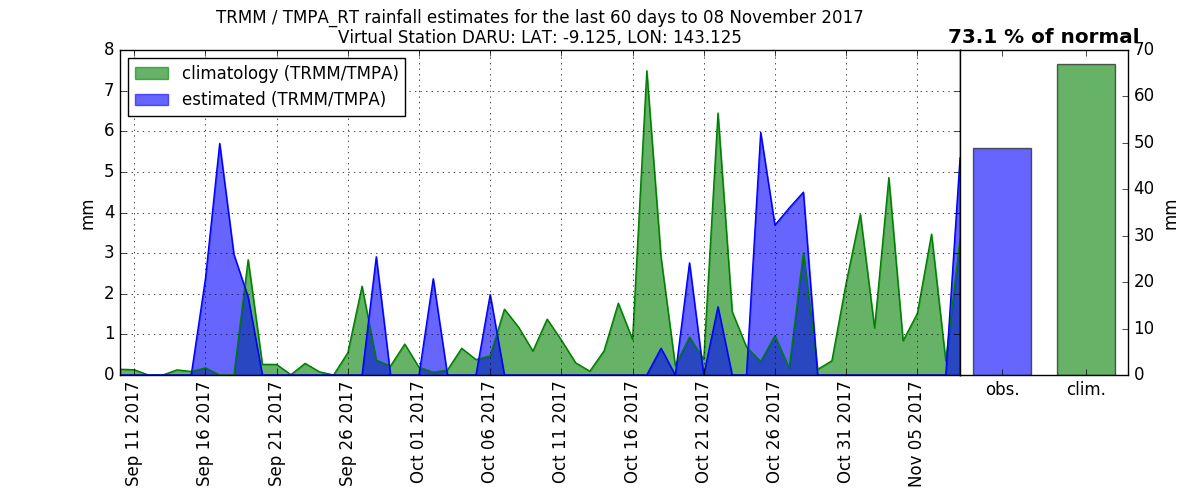 TRMM / TMPA_RT rainfall estimates for the last 60 days to 08 November 2017
Virtual Station DARU: LAT: -9.125, LON: 143.125
73.1 % of normal
climatology (TRMM/TMPA)
estimated (TRMM/TMPA)
8
7
6
5
4
3
2
1
0
mm
Sep 11 2017
Sep 16 2017
Sep 21 2017
Sep 26 2017
Oct 01 2017
Oct 06 2017
Oct 11 2017
Oct 16 2017
Oct 21 2017
Oct 26 2017
Oct 31 2017
Nov 05 2017
obs.
clim.
70
60
50
40
30
20
10
0
mm